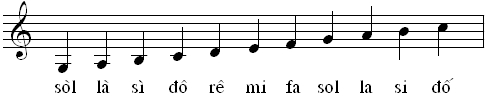 sòl là sì đô rê mi fa sol la si đố